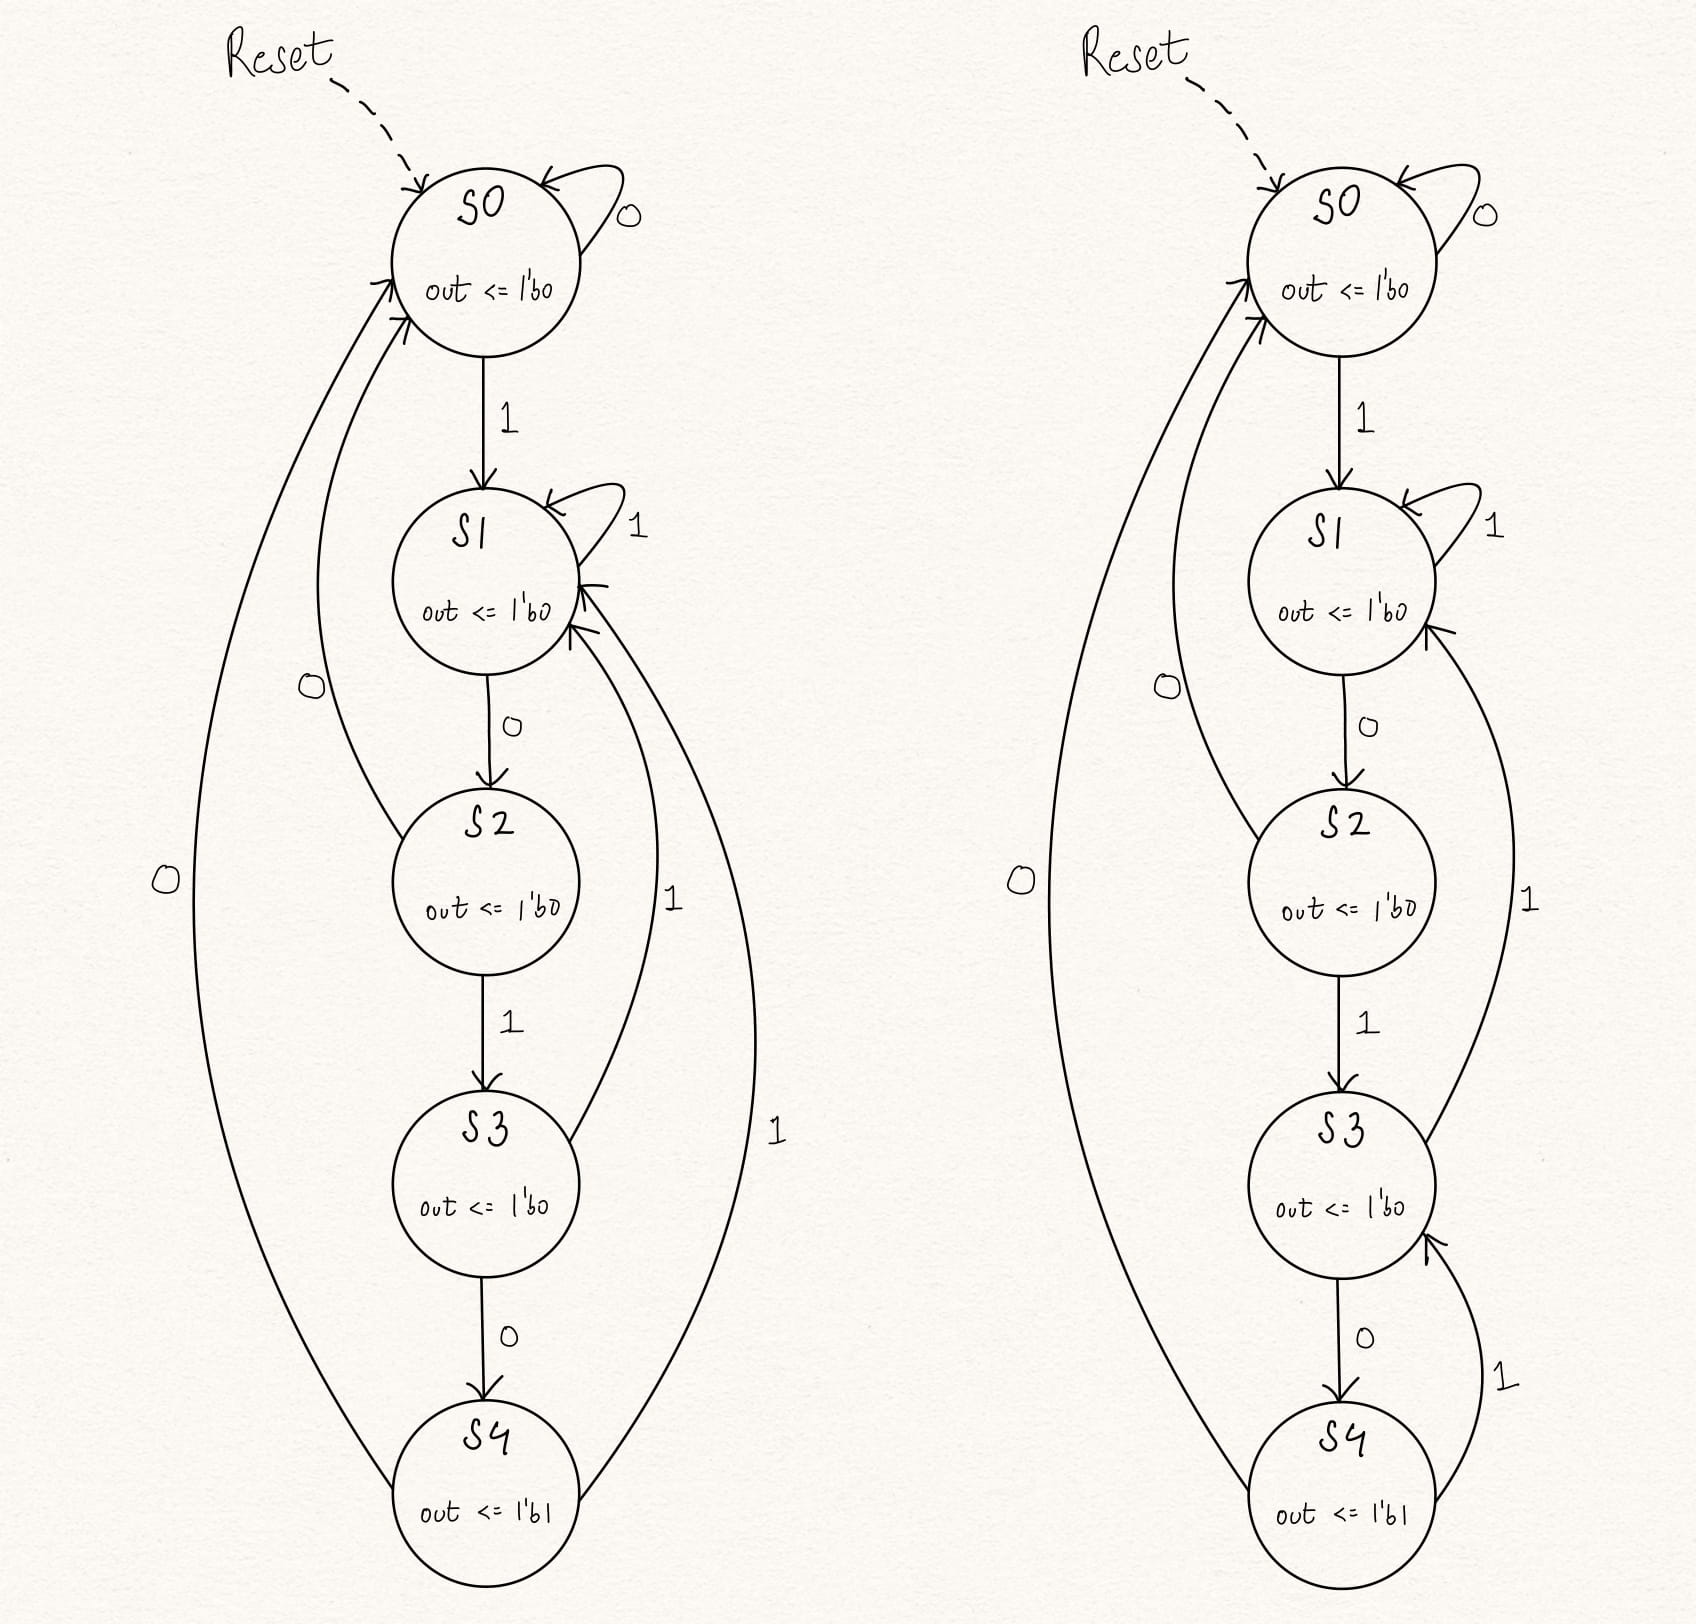 Reset
S0
out <= 1'b0
0
1
S1
out <= 1'b0
1
0
0
S2
out <= 1'b0
0
1
1
S3
out <= 1'b0
1
0
S4
out <= 1'b1
Reset
S0
out <= 1'b0
0
1
S1
out <= 1'b0
1
0
0
S2
out <= 1'b0
0
1
1
S3
out <= 1'b0
0
1
S4
out <= 1'b1